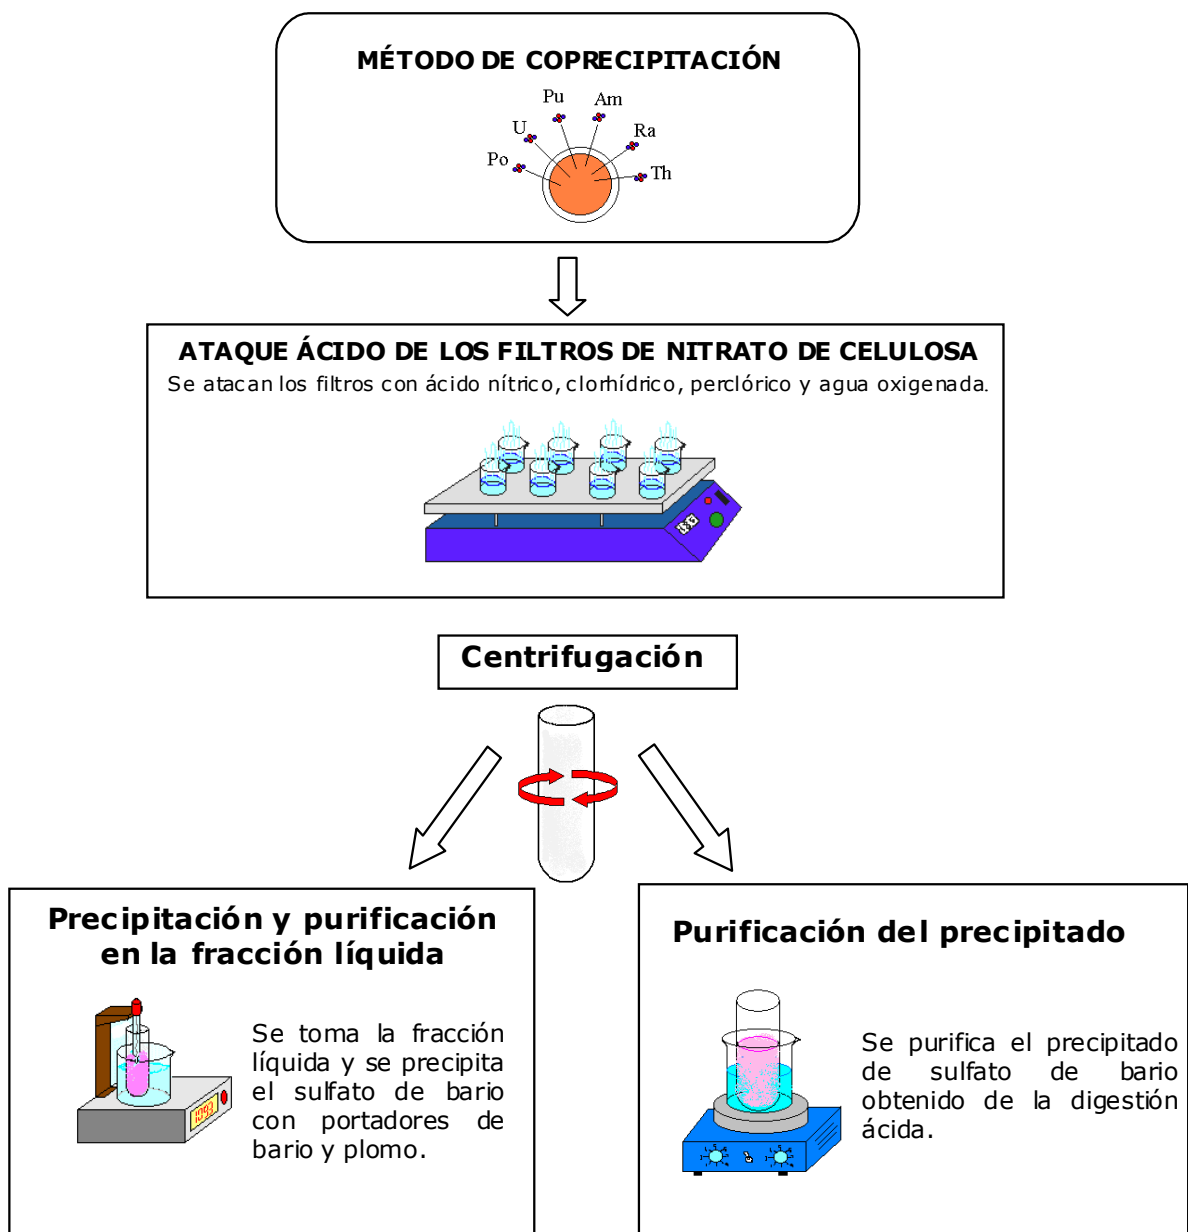 MÉTODO DE COPRECIPITACIÓN
Pu
Am
U
Ra
Po
Th
ATAQUE ÁCIDO DE LOS FILTROS DE NITRATO DE CELULOSA
Se atacan los filtros con ácido nítrico, clorhídrico, perclórico y agua oxigenada.
Centrifugación
Precipitación y purificación
en la fracción líquida
Se toma la fracción
líquida y se precipita
el sulfato de bario
con portadores de
bario y plomo.
Purificación del precipitado
Se purifica el precipitado
de sulfato de bario
obtenido de la digestión
ácida.